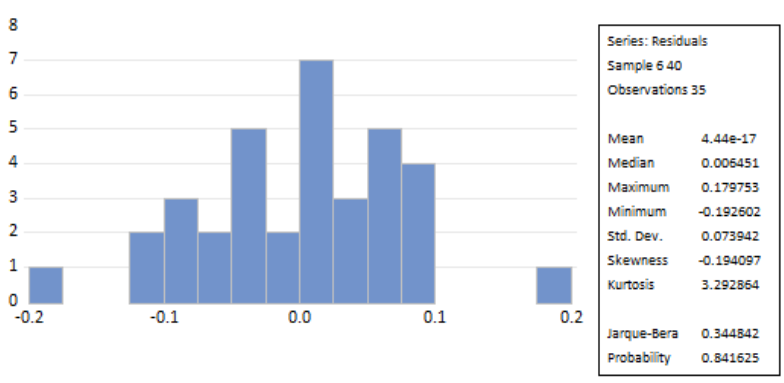 8
7
6
5
4
3
2
1
0
-0.2 -0.1 0.0 0.1 0.2
Series: Residuals
Sample 6 40
Observations 35
Mean 4.44e-17
Median 0.006451
Maximum 0.179753
Minimum -0.192602
Std. Dev. 0.073942
Skewness -0.194097
Kurtosis 3.292864
Jarque-Bera 0.344842
Probability 0.841625